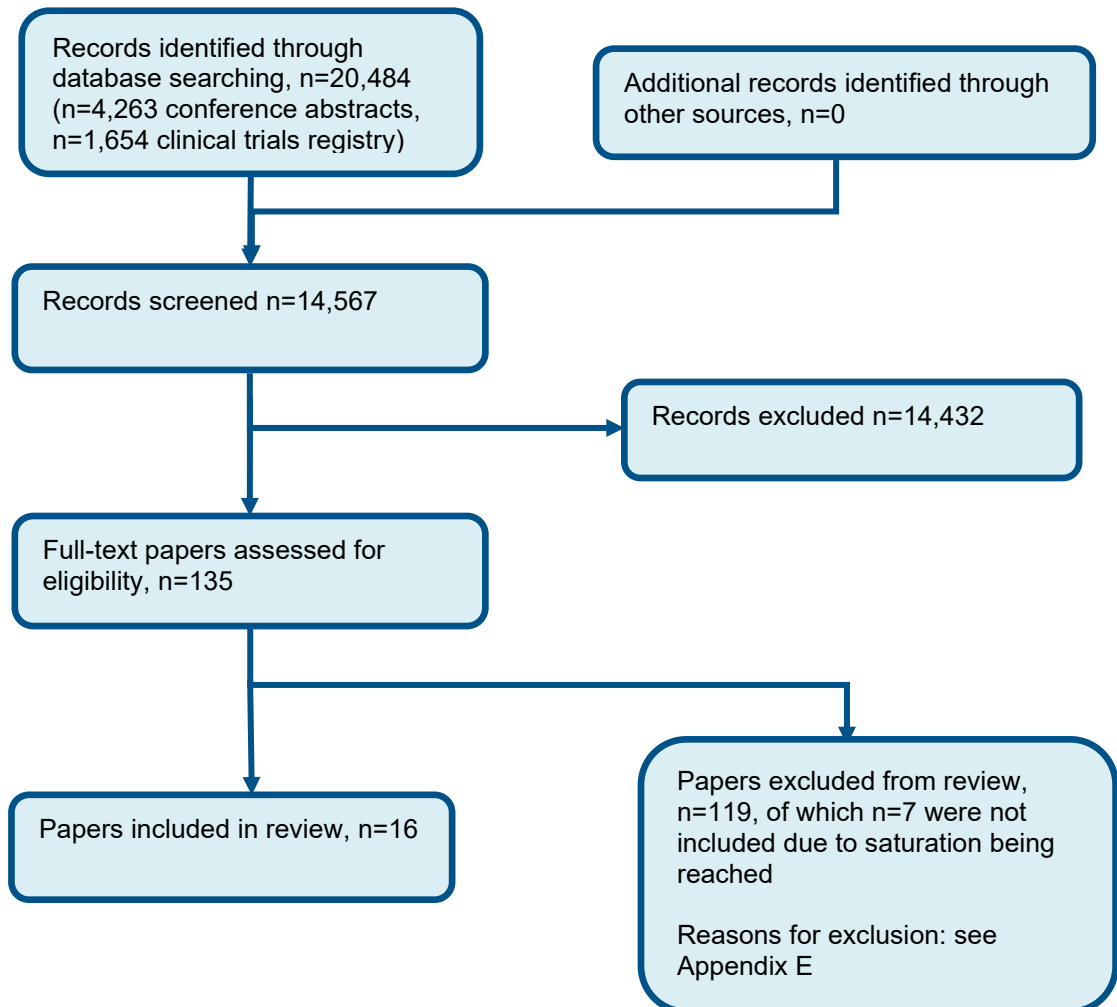 Records identified through
database searching, n=20,484
(n=4,263 conference abstracts,
n=1,654 clinical trials registry)
Additional records identified through
other sources, n=0
Records screened n=14,567
Records excluded n=14,432
Full-text papers assessed for
eligibility, n=135
Papers included in review, n=16
Papers excluded from review,
n=119, of which n=7 were not
included due to saturation being
reached
Reasons for exclusion: see
Appendix E